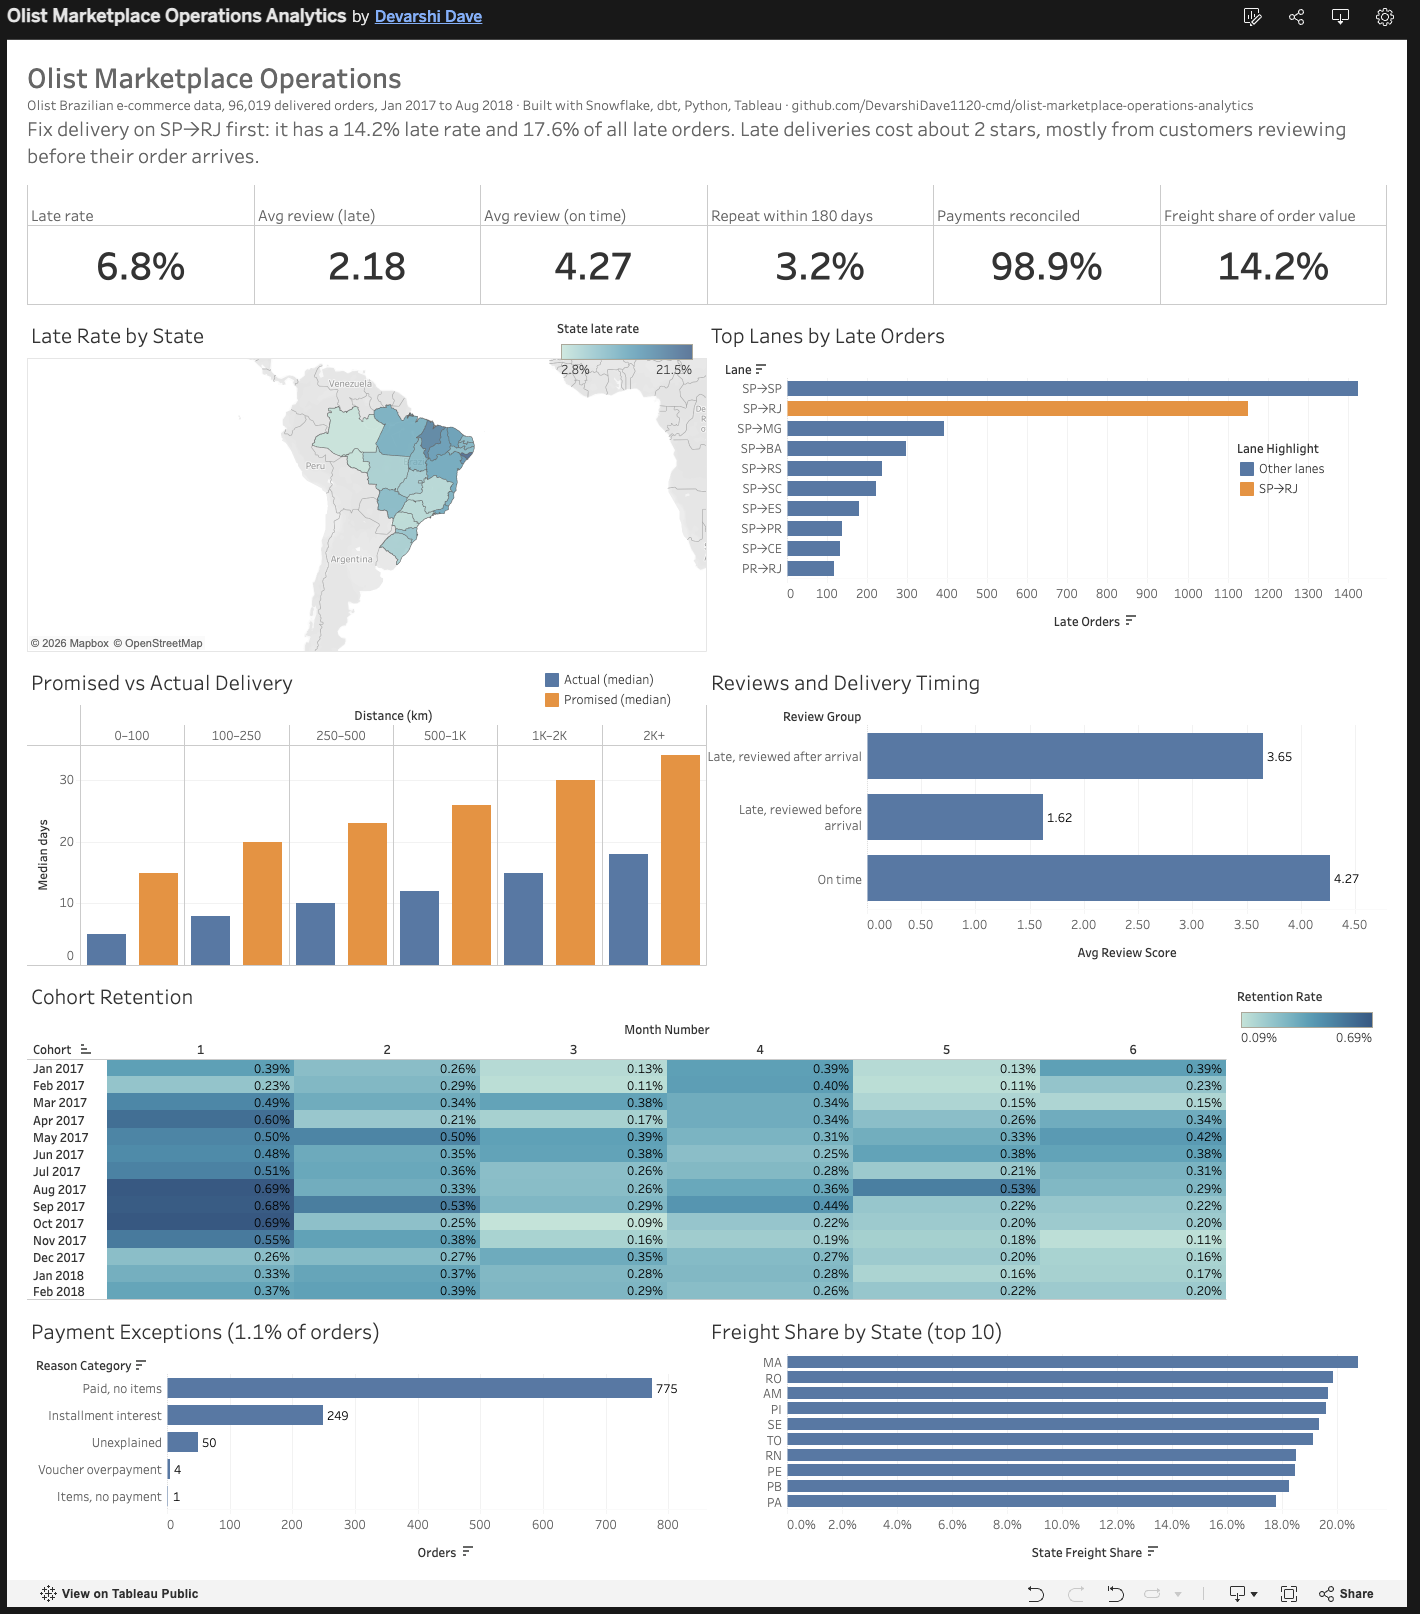 Olist Marketplace Operations Analytics by Devarshi Dave
Olist Marketplace Operations
Olist Brazilian e-commerce data, 96,019 delivered orders, Jan 2017 to Aug 2018 · Built with Snowflake, dbt, Python, Tableau · github.com/DevarshiDave1120-cmd/olist-marketplace-operations-analytics
Fix delivery on SP→RJ first: it has a 14.2% late rate and 17.6% of all late orders. Late deliveries cost about 2 stars, mostly from customers reviewing
before their order arrives.
Late rate
6.8%
Avg review (late)
2.18
Avg review (on time)
4.27
Repeat within 180 days
3.2%
Payments reconciled
98.9%
Freight share of order value
14.2%
Late Rate by State
State late rate
2.8% 21.5%
Venezuela
Peru
Argentina
© 2026 Mapbox © OpenStreetMap
Top Lanes by Late Orders
Lane
SP→SP
SP→RJ
SP→MG
SP→BA
SP→RS
SP→SC
SP→ES
SP→PR
SP→CE
PR→RJ
0 100 200 300 400 500 600 700 800 900 1000 1100 1200 1300 1400
Late Orders
Lane Highlight
Other lanes
SP→RJ
Promised vs Actual Delivery
Actual (median)
Promised (median)
Distance (km)
0–100 100–250 250–500 500–1K 1K–2K 2K+
Median days
30
20
10
0
Reviews and Delivery Timing
Review Group
Late, reviewed after arrival 3.65
Late, reviewed before
arrival 1.62
On time 4.27
0.00 0.50 1.00 1.50 2.00 2.50 3.00 3.50 4.00 4.50
Avg Review Score
Cohort Retention
Retention Rate
0.09% 0.69%
Month Number
Cohort 1 2 3 4 5 6
Jan 2017 0.39% 0.26% 0.13% 0.39% 0.13% 0.39%
Feb 2017 0.23% 0.29% 0.11% 0.40% 0.11% 0.23%
Mar 2017 0.49% 0.34% 0.38% 0.34% 0.15% 0.15%
Apr 2017 0.60% 0.21% 0.17% 0.34% 0.26% 0.34%
May 2017 0.50% 0.50% 0.39% 0.31% 0.33% 0.42%
Jun 2017 0.48% 0.35% 0.38% 0.25% 0.38% 0.38%
Jul 2017 0.51% 0.36% 0.26% 0.28% 0.21% 0.31%
Aug 2017 0.69% 0.33% 0.26% 0.36% 0.53% 0.29%
Sep 2017 0.68% 0.53% 0.29% 0.44% 0.22% 0.22%
Oct 2017 0.69% 0.25% 0.09% 0.22% 0.20% 0.20%
Nov 2017 0.55% 0.38% 0.16% 0.19% 0.18% 0.11%
Dec 2017 0.26% 0.27% 0.35% 0.27% 0.20% 0.16%
Jan 2018 0.33% 0.37% 0.28% 0.28% 0.16% 0.17%
Feb 2018 0.37% 0.39% 0.29% 0.26% 0.22% 0.20%
Payment Exceptions (1.1% of orders)
Reason Category
Paid, no items 775
Installment interest 249
Unexplained 50
Voucher overpayment 4
Items, no payment 1
0 100 200 300 400 500 600 700 800
Orders
Freight Share by State (top 10)
MA
RO
AM
PI
SE
TO
RN
PE
PB
PA
0.0% 2.0% 4.0% 6.0% 8.0% 10.0% 12.0% 14.0% 16.0% 18.0% 20.0%
State Freight Share
View on Tableau Public
Share